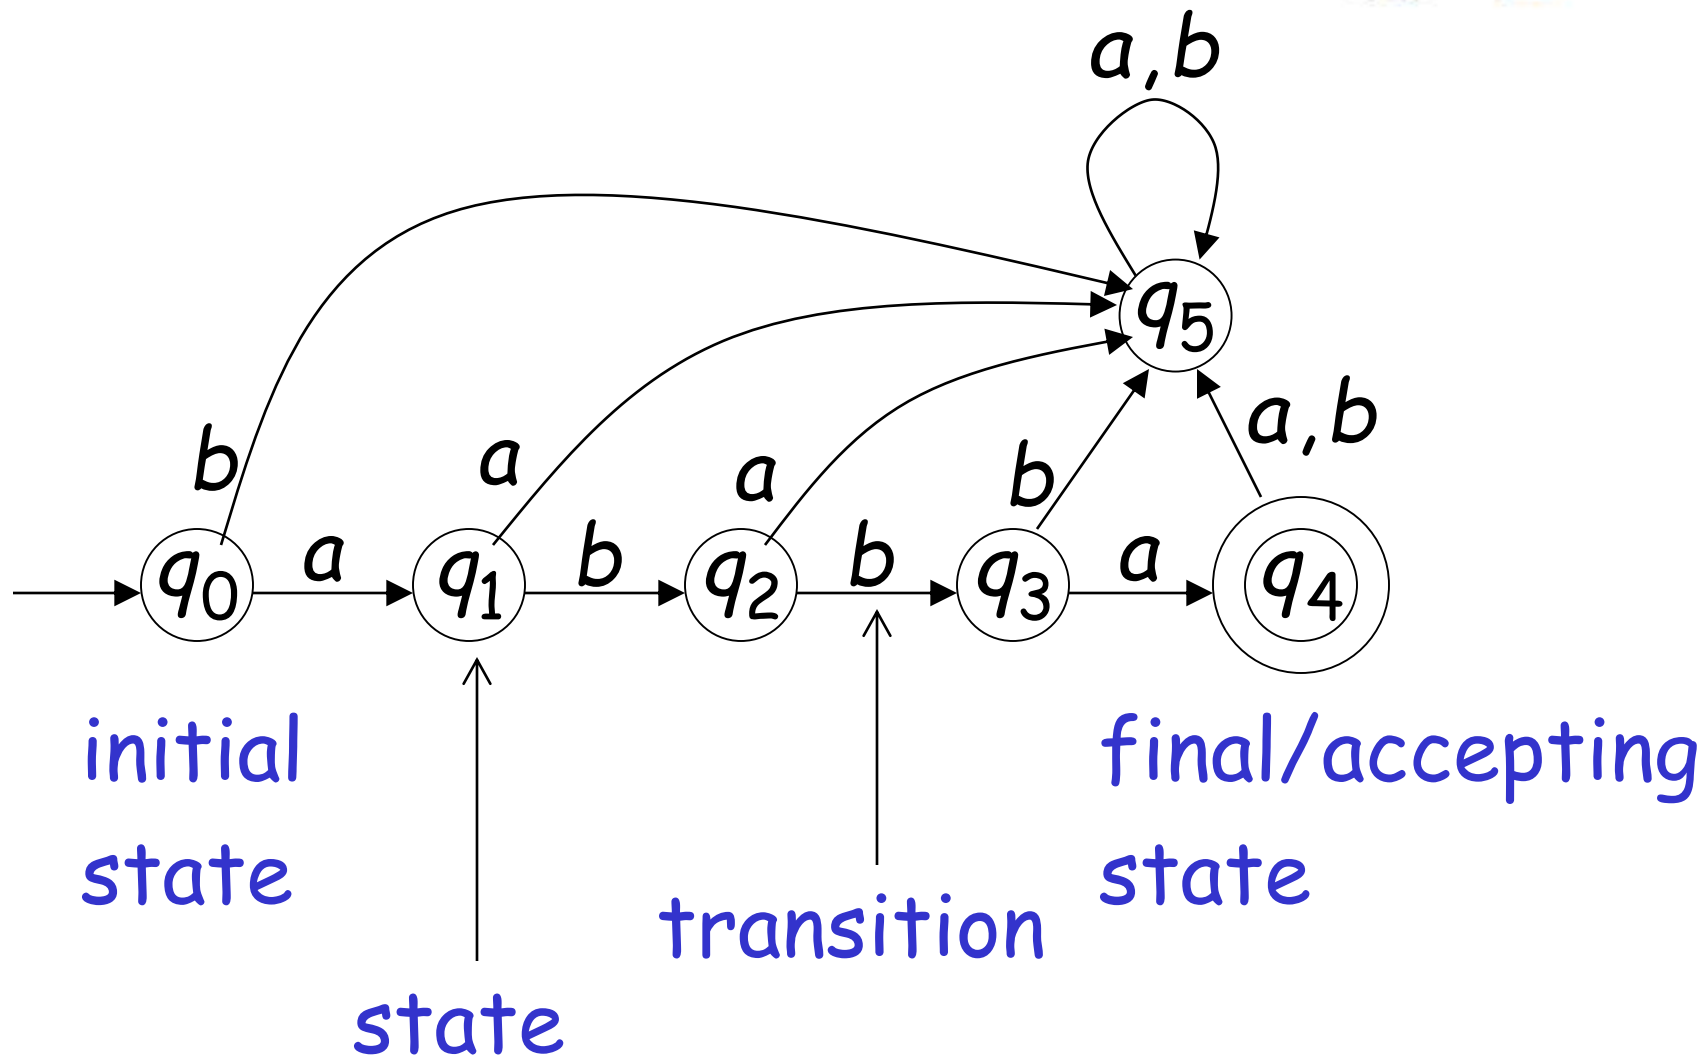 a,b
b
a
a
b
a,b
a
b
b
a
q₀
q₁
q₂
q₃
q₄
q₅
initial
state
final/accepting
state
transition
state